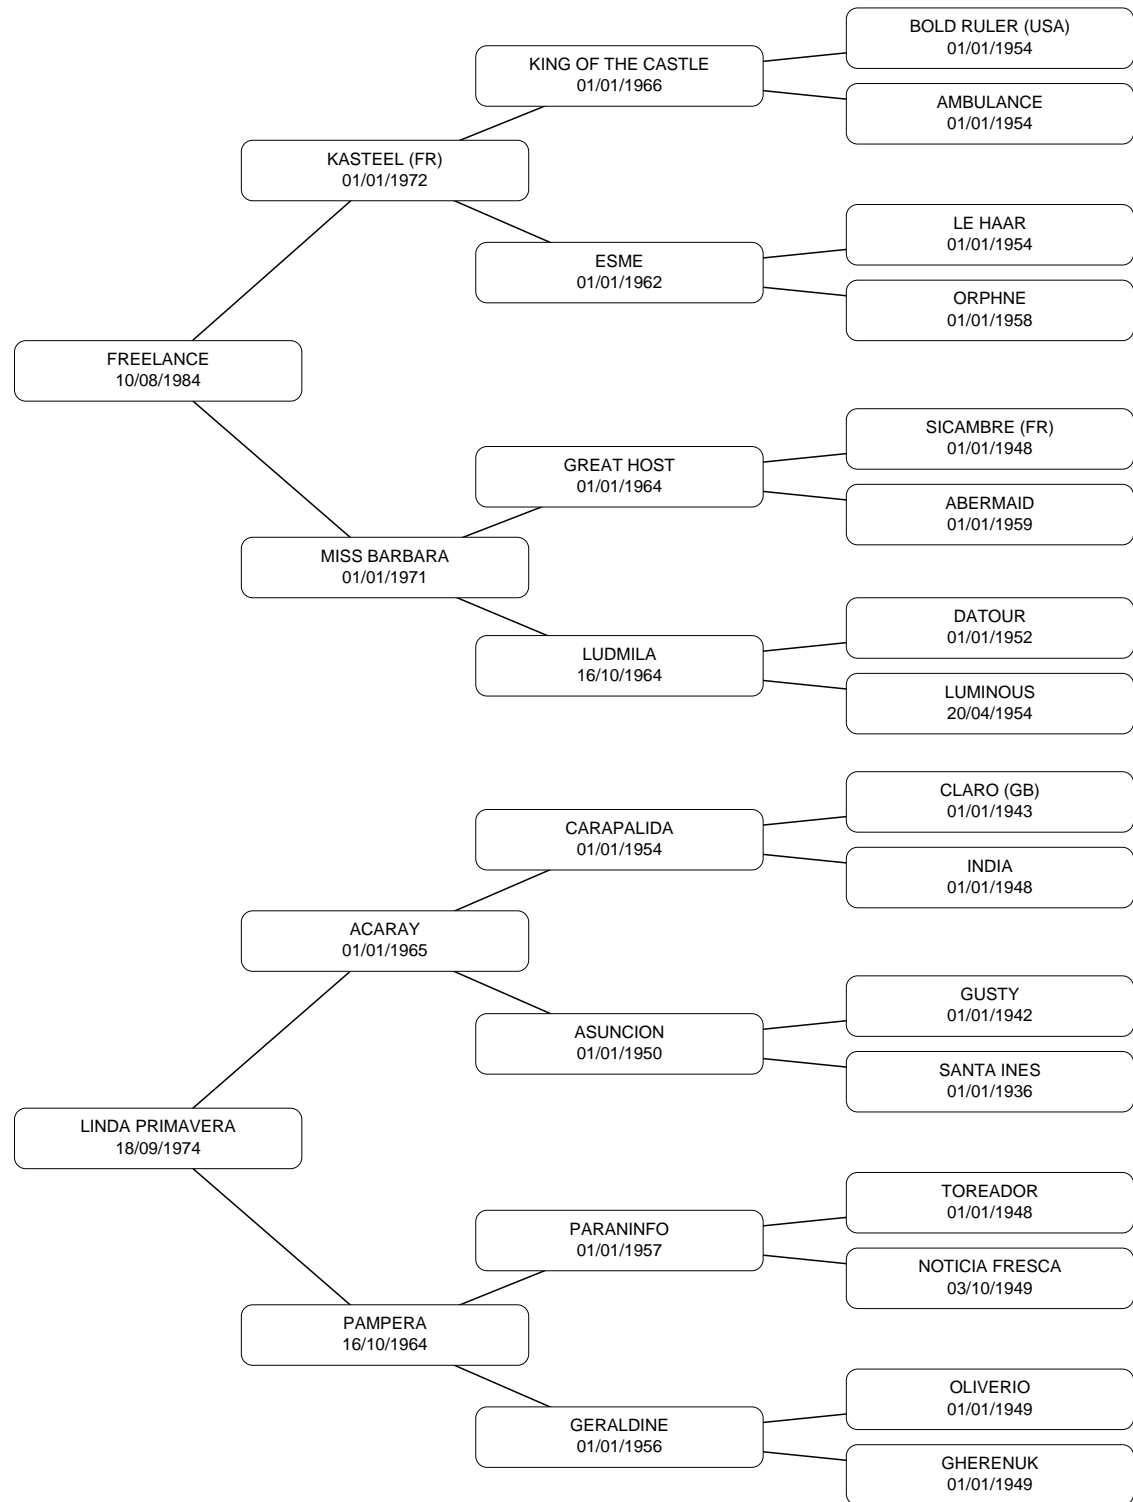 BOLD RULER (USA)
01/01/1954
KING OF THE CASTLE
01/01/1966
AMBULANCE
01/01/1954
KASTEEL (FR)
01/01/1972
LE HAAR
01/01/1954
ESME
01/01/1962
ORPHNE
01/01/1958
FREELANCE
10/08/1984
SICAMBRE (FR)
01/01/1948
GREAT HOST
01/01/1964
ABERMAID
01/01/1959
MISS BARBARA
01/01/1971
DATOUR
01/01/1952
LUDMILA
16/10/1964
LUMINOUS
20/04/1954
CLARO (GB)
01/01/1943
CARAPALIDA
01/01/1954
INDIA
01/01/1948
ACARAY
01/01/1965
GUSTY
01/01/1942
ASUNCION
01/01/1950
SANTA INES
01/01/1936
LINDA PRIMAVERA
18/09/1974
TOREADOR
01/01/1948
PARANINFO
01/01/1957
NOTICIA FRESCA
03/10/1949
PAMPERA
16/10/1964
OLIVERIO
01/01/1949
GERALDINE
01/01/1956
GHERENUK
01/01/1949